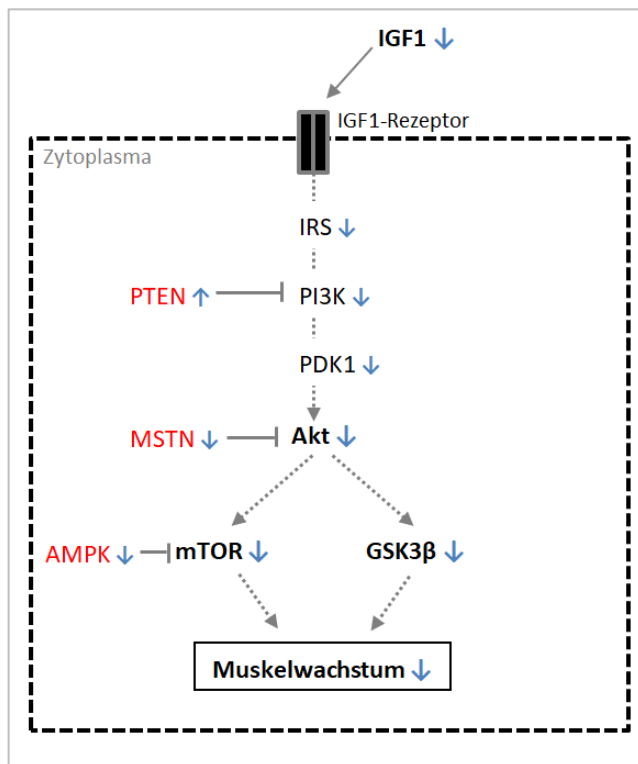 IGF1 ↓
IGF1-Rezeptor
Zytoplasma
IRS ↓
PTEN ↑ PI3K ↓
PDK1 ↓
MSTN ↓ Akt ↓
AMPK ↓ mTOR ↓ GSK3β ↓
Muskelwachstum ↓